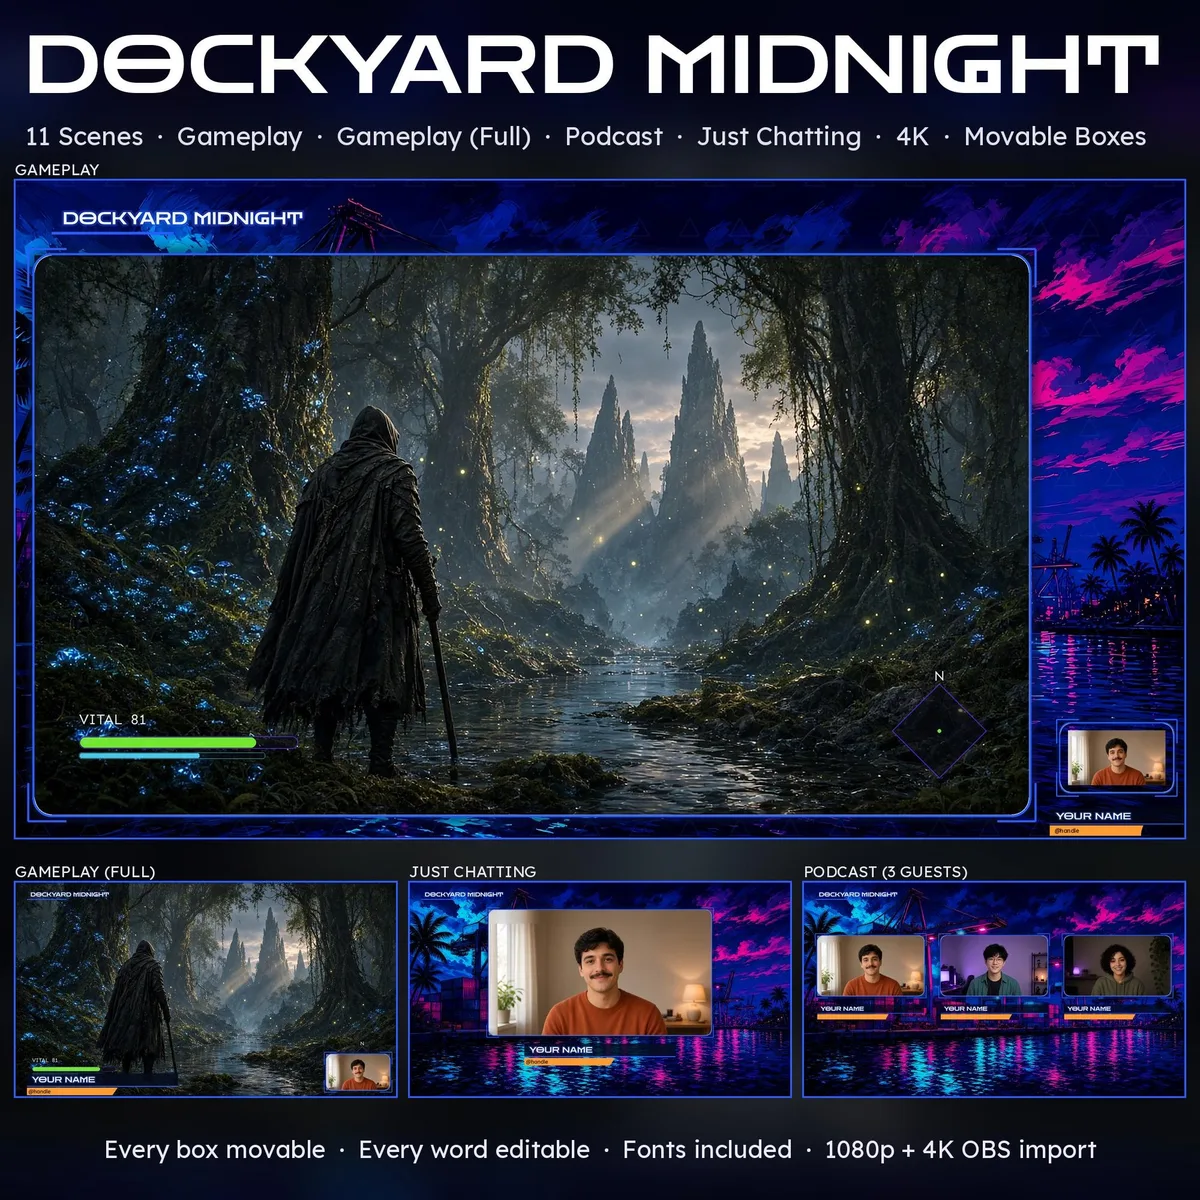 DOCKYARD MIDNIGHT
11 Scenes · Gameplay · Gameplay (Full) · Podcast · Just Chatting · 4K · Movable Boxes
GAMEPLAY
DOCKYARD MIDNIGHT
N
VITAL 81
YOUR NAME
@handle
GAMEPLAY (FULL)
DOCKYARD MIDNIGHT
N
VITAL 81
YOUR NAME
@handle
JUST CHATTING
DOCKYARD MIDNIGHT
YOUR NAME
@handle
PODCAST (3 GUESTS)
DOCKYARD MIDNIGHT
YOUR NAME
YOUR NAME
YOUR NAME
Every box movable · Every word editable · Fonts included · 1080p + 4K OBS import